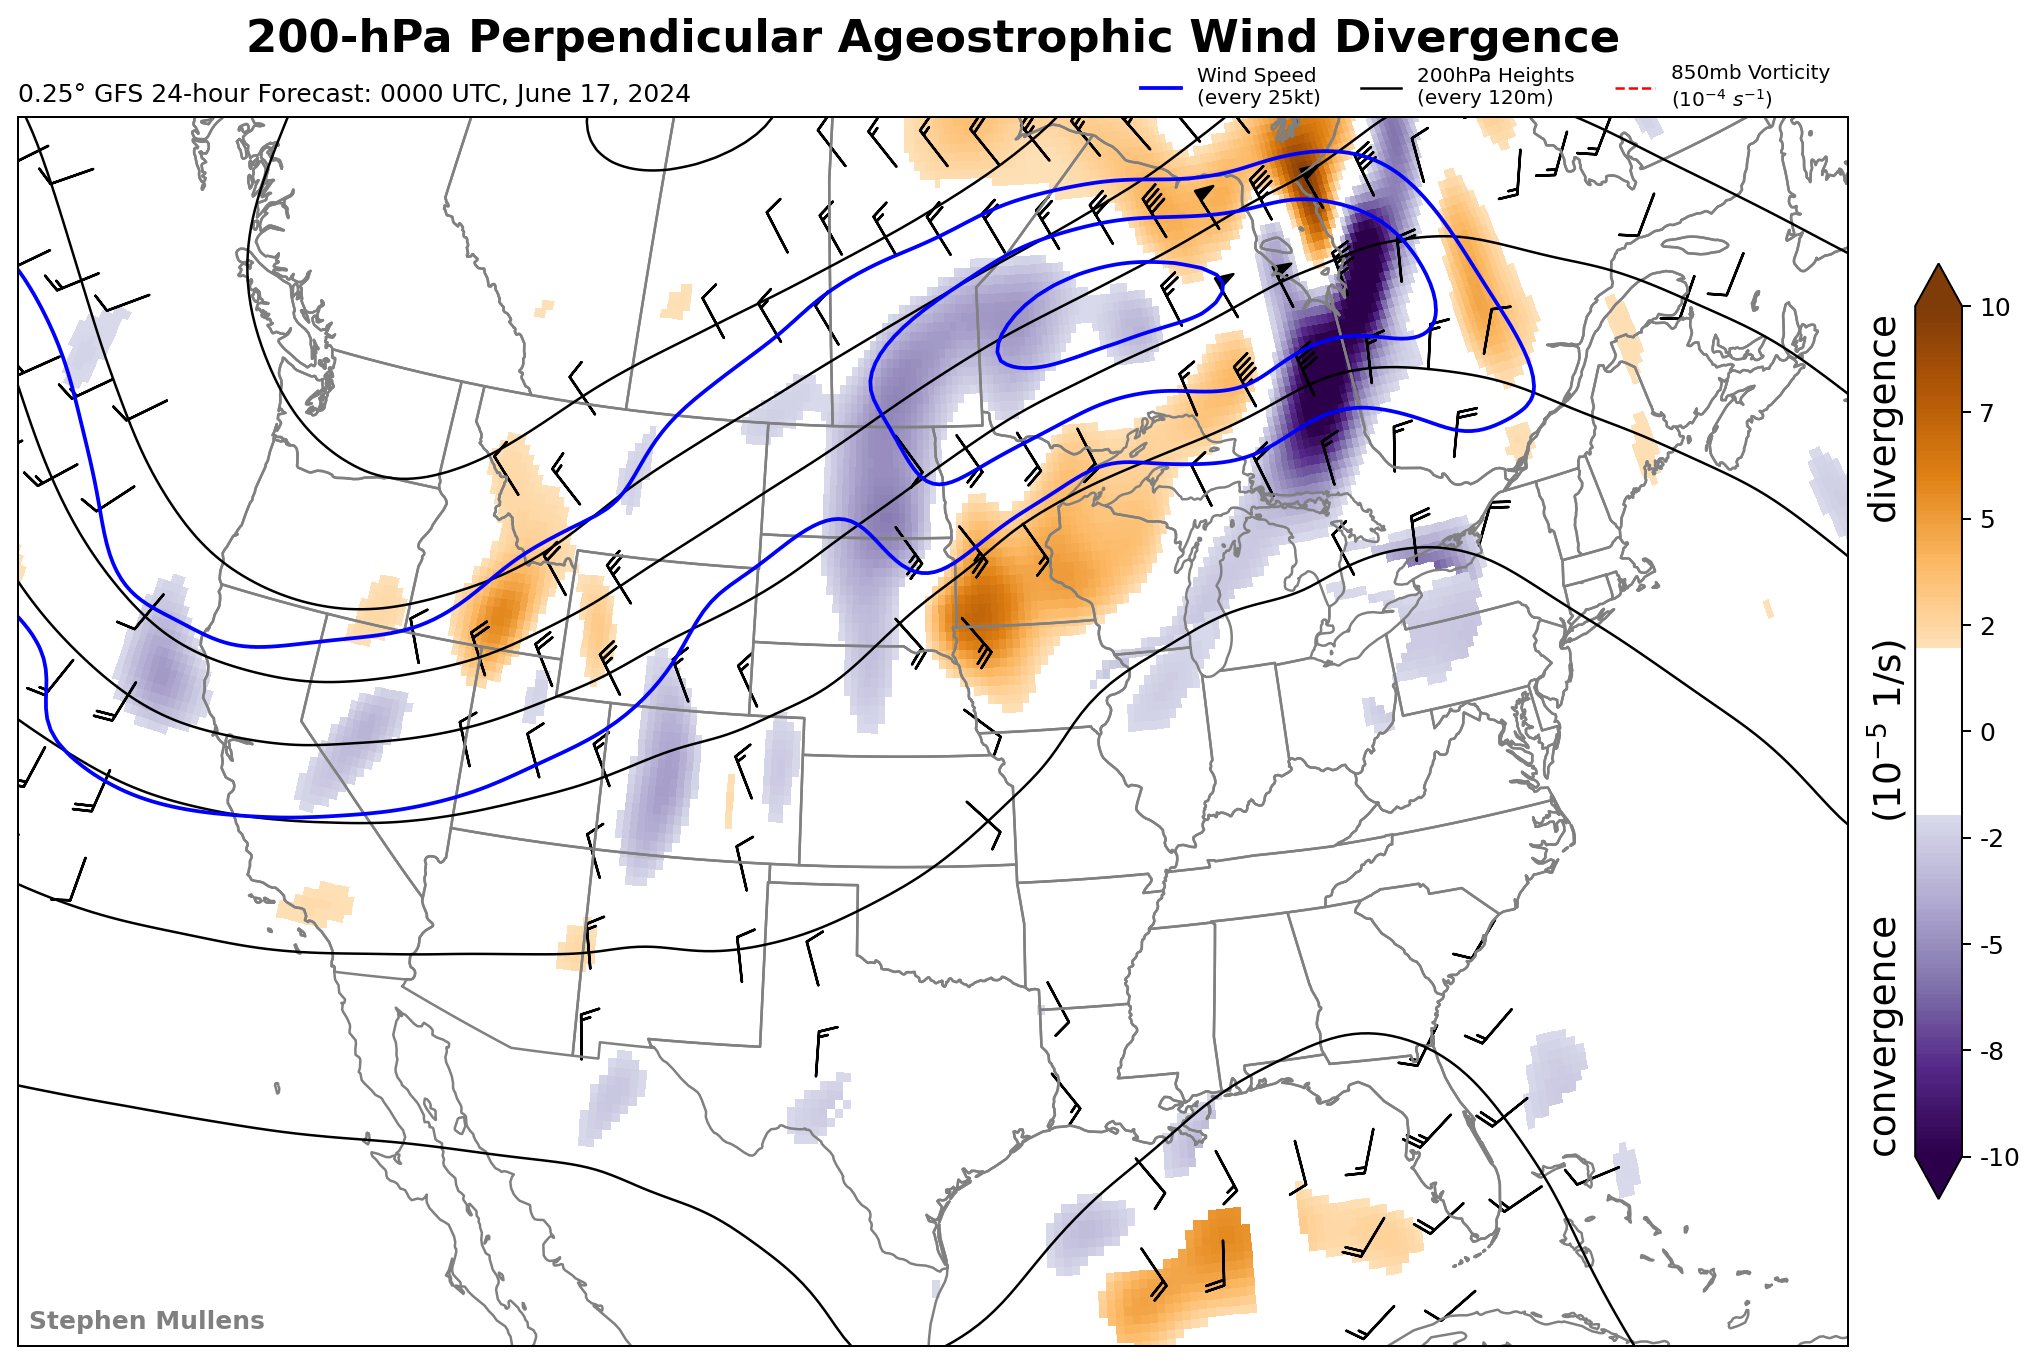 200-hPa Perpendicular Ageostrophic Wind Divergence
0.25° GFS 24-hour Forecast: 0000 UTC, June 17, 2024
Wind Speed
(every 25kt)
200hPa Heights
(every 120m)
850mb Vorticity
(10⁻⁴ s⁻¹)
10
7
5
2
0
-2
-5
-8
-10
convergence (10⁻⁵ 1/s) divergence
Stephen Mullens